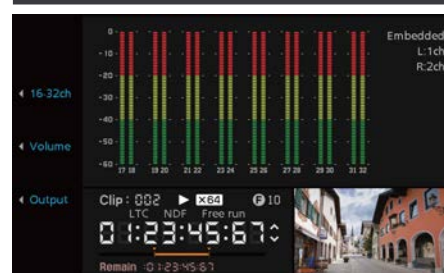 Embedded
L:1ch
R:2ch
0
-10
-20
-30
-40
-50
-60
17 18 19 20 21 22 23 24 25 26 27 28 29 30 31 32
16-32ch
Volume
Output
Clip: 002 ▶ X64 F 10
LTC NDF Free run
01:23:45:67
Remain 01:23:45:67